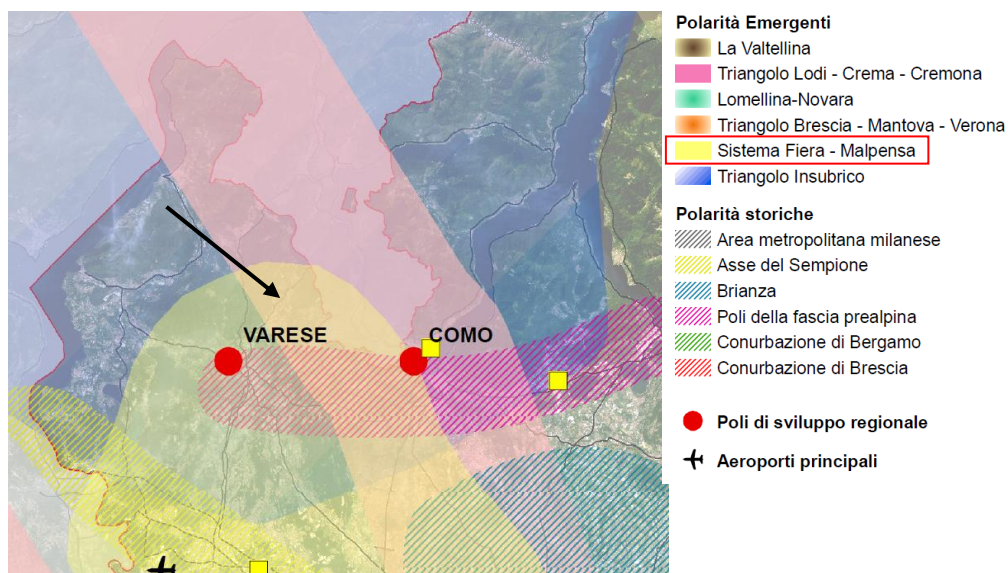 Polarità Emergenti
La Valtellina
Triangolo Lodi - Crema - Cremona
Lomellina-Novara
Triangolo Brescia - Mantova - Verona
Sistema Fiera - Malpensa
Triangolo Insubrico
Polarità storiche
Area metropolitana milanese
Asse del Sempione
Brianza
Poli della fascia prealpina
Conurbazione di Bergamo
Conurbazione di Brescia
Poli di sviluppo regionale
Aeroporti principali
VARESE
COMO